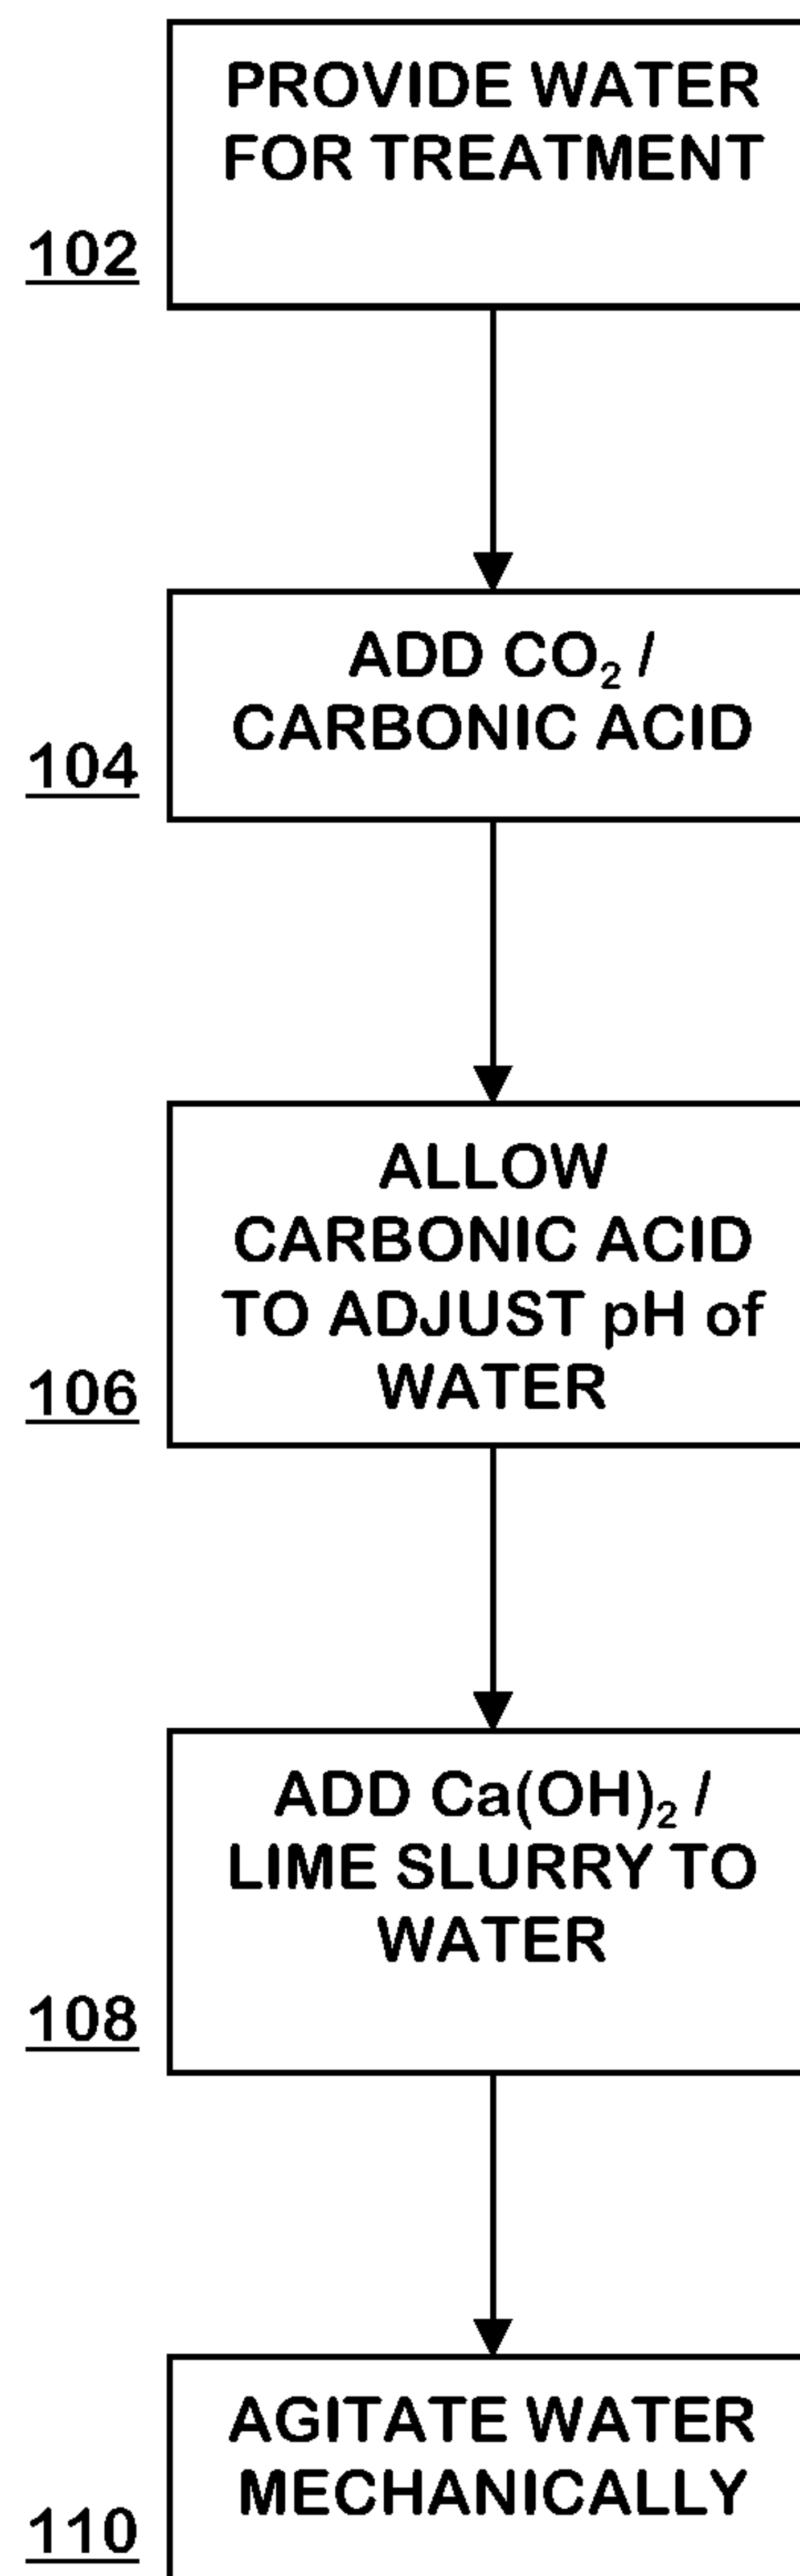 PROVIDE WATER
FOR TREATMENT
102
ADD CO₂ /
CARBONIC ACID
104
ALLOW
CARBONIC ACID
TO ADJUST pH of
WATER
106
ADD Ca(OH)₂ /
LIME SLURRY TO
WATER
108
AGITATE WATER
MECHANICALLY
110